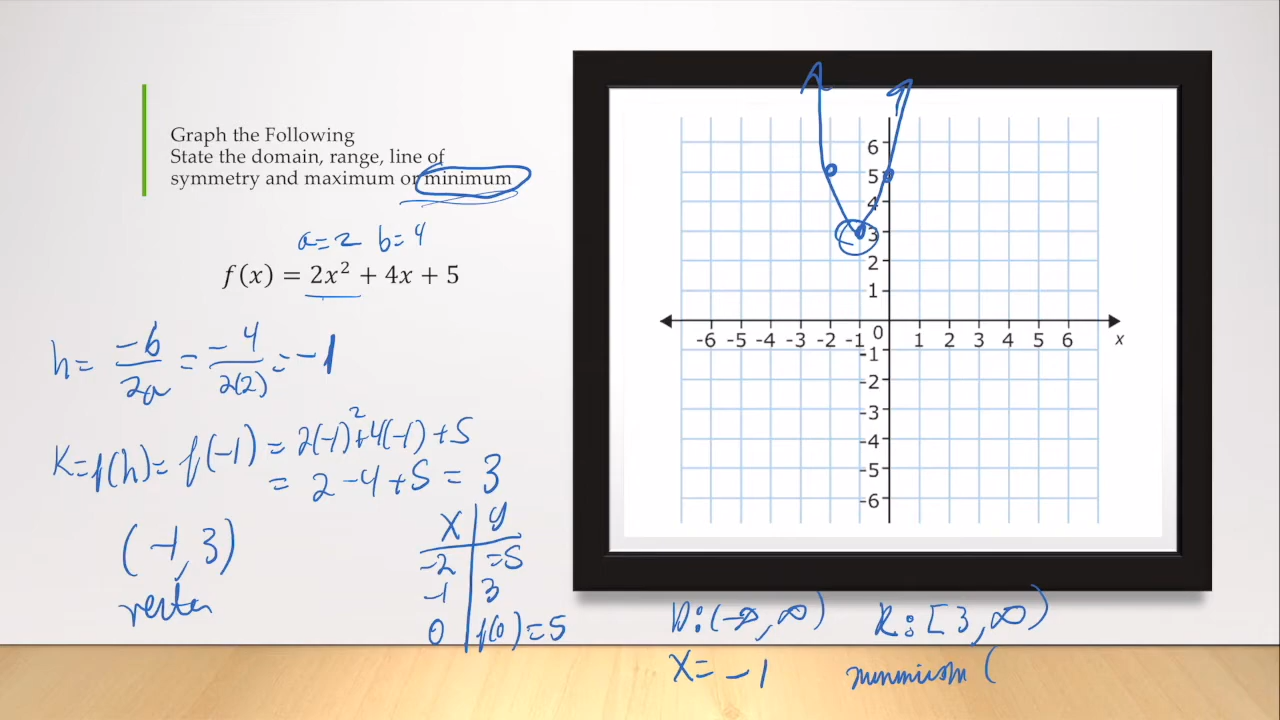 Graph the Following
State the domain, range, line of
symmetry and maximum or minimum
a=2 b=4
f(x) = 2x² + 4x + 5
h= -b/2a = -4/2(2) = -1
K=f(h)= f(-1) = 2(-1)²+4(-1)+5
= 2-4+5 = 3
(-1,3)
vertex
x | y
-2 | =5
-1 | 3
0 | f(0)=5
6
5
4
3
2
1
-6 -5 -4 -3 -2 -1 0 1 2 3 4 5 6 x
-1
-2
-3
-4
-5
-6
D:(-∞,∞) R:[3,∞)
x=-1 minimum (